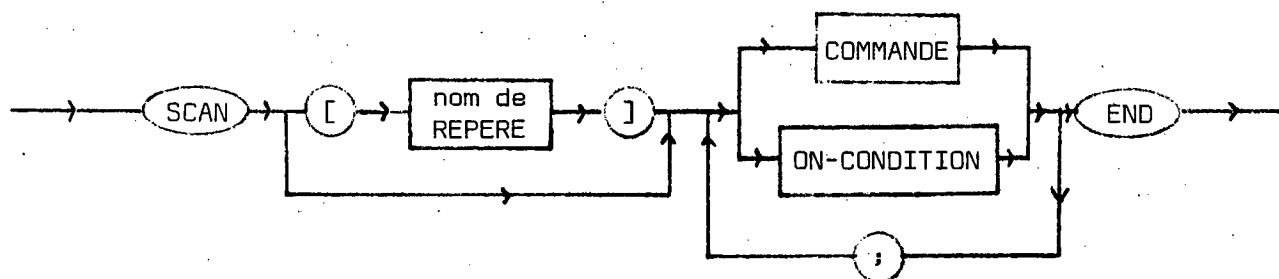 COMMANDE
SCAN [ nom de REPERE ] END
ON-CONDITION
;